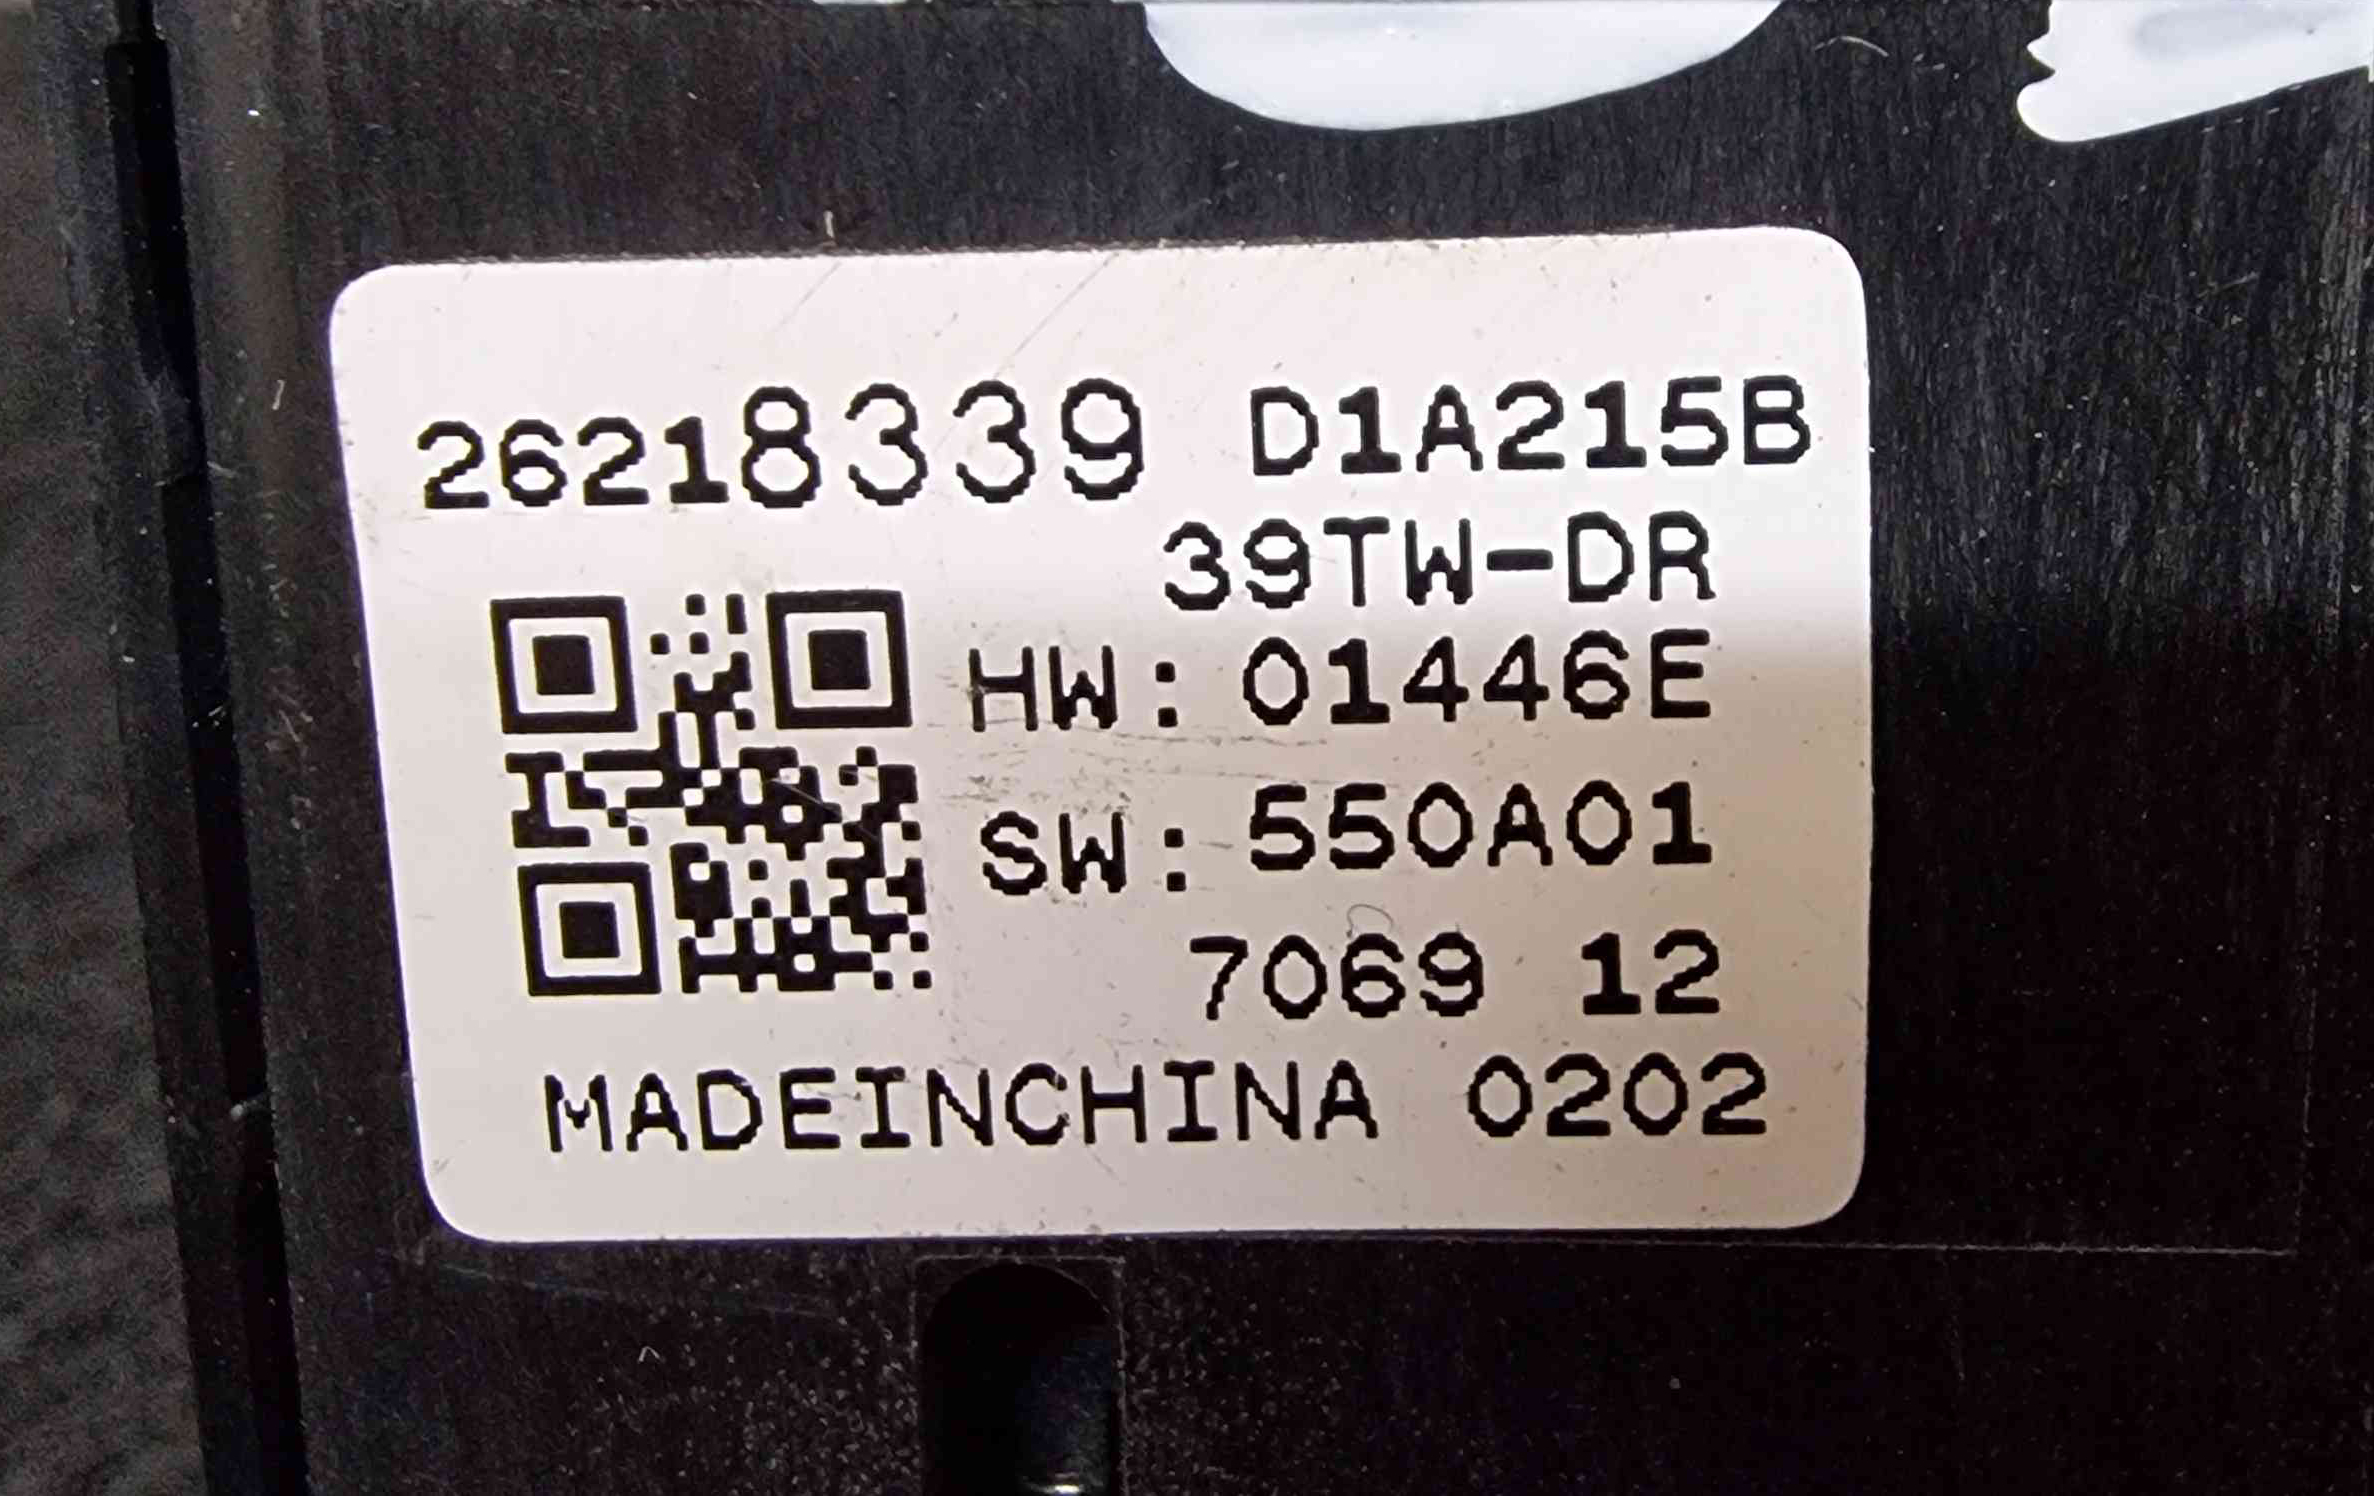 26218339 D1A215B
39TW-DR
HW: 01446E
SW: 550A01
7069 12
MADEINCHINA 0202